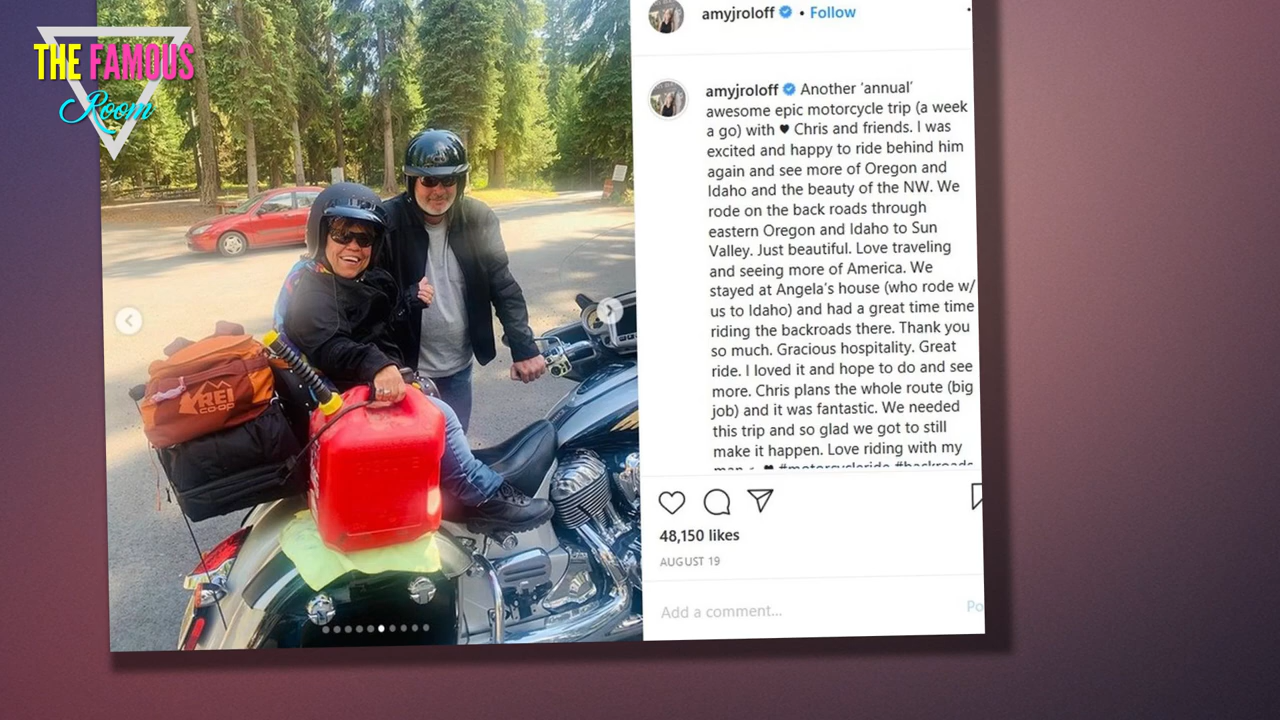 THE FAMOUS
Room
REI
CO-OP
amyjroloff • Follow
amyjroloff Another 'annual'
awesome epic motorcycle trip (a week
a go) with ♥ Chris and friends. I was
excited and happy to ride behind him
again and see more of Oregon and
Idaho and the beauty of the NW. We
rode on the back roads through
eastern Oregon and Idaho to Sun
Valley. Just beautiful. Love traveling
and seeing more of America. We
stayed at Angela's house (who rode w/
us to Idaho) and had a great time time
riding the backroads there. Thank you
so much. Gracious hospitality. Great
ride. I loved it and hope to do and see
more. Chris plans the whole route (big
job) and it was fantastic. We needed
this trip and so glad we got to still
make it happen. Love riding with my
man ♥ #motorcycleride #backroads
48,150 likes
AUGUST 19
Add a comment...
Po